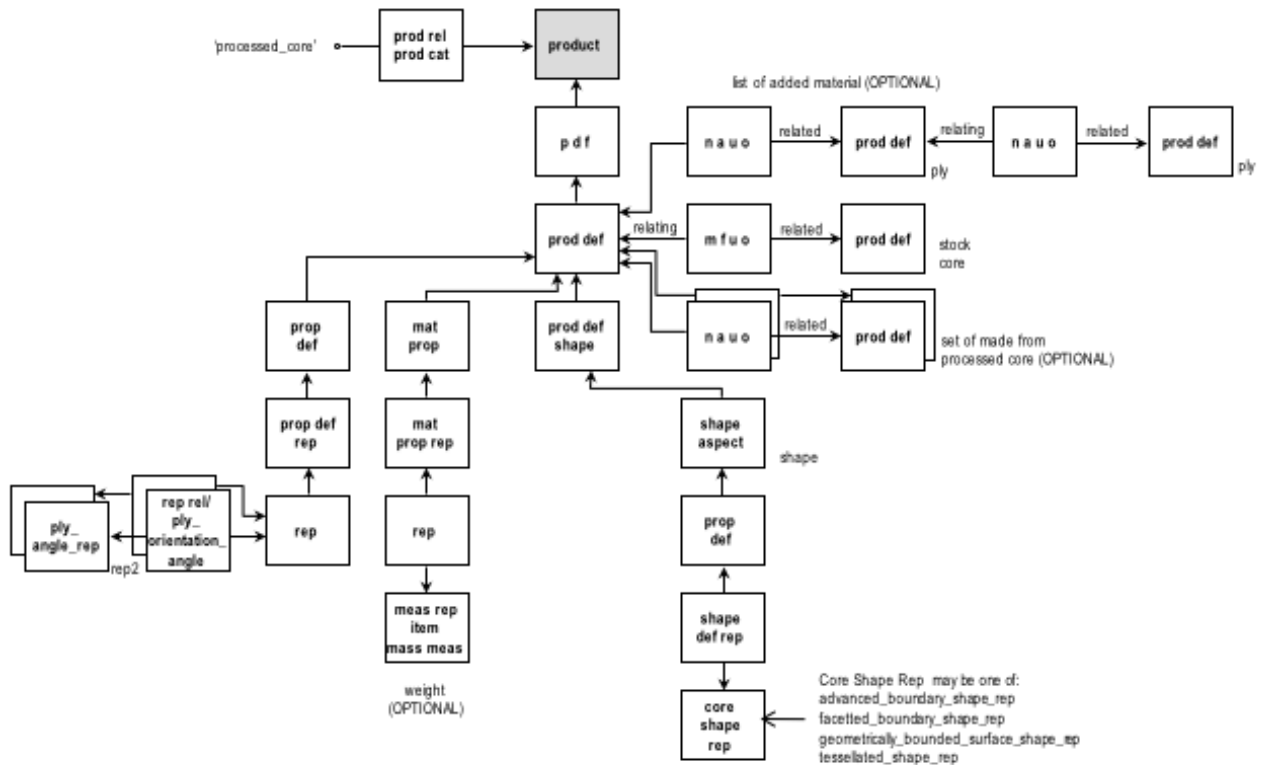 'processed_core'
prod rel
prod cat
product
list of added material (OPTIONAL)
p d f
n a u o
related
prod def
relating
n a u o
related
prod def
ply
ply
prod def
relating
m f u o
related
prod def
stock
core
prop
def
mat
prop
prod def
shape
n a u o
related
prod def
set of made from
processed core (OPTIONAL)
prop def
rep
mat
prop rep
shape
aspect
shape
ply_
angle_rep
rep2
rep rel/
ply_
orientation_
angle
rep
rep
prop
def
meas rep
item
mass meas
shape
def rep
weight
(OPTIONAL)
core
shape
rep
Core Shape Rep may be one of:
advanced_boundary_shape_rep
facetted_boundary_shape_rep
geometrically_bounded_surface_shape_rep
tessellated_shape_rep